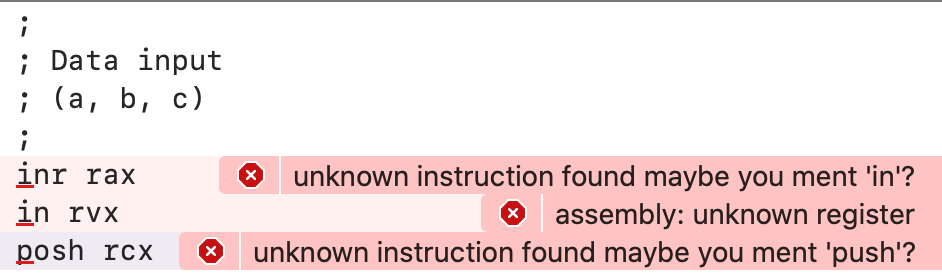 ;
; Data input
; (a, b, c)
;
inr rax unknown instruction found maybe you ment 'in'?
in rvx assembly: unknown register
posh rcx unknown instruction found maybe you ment 'push'?